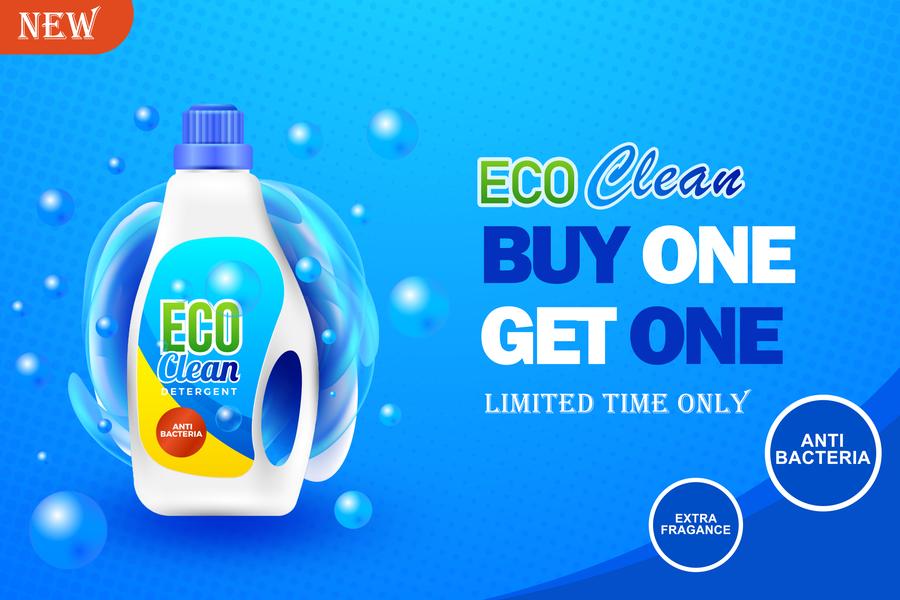 NEW
ECO Clean
BUY ONE
GET ONE
LIMITED TIME ONLY
ECO
Clean
DETERGENT
ANTI
BACTERIA
ANTI
BACTERIA
EXTRA
FRAGANCE